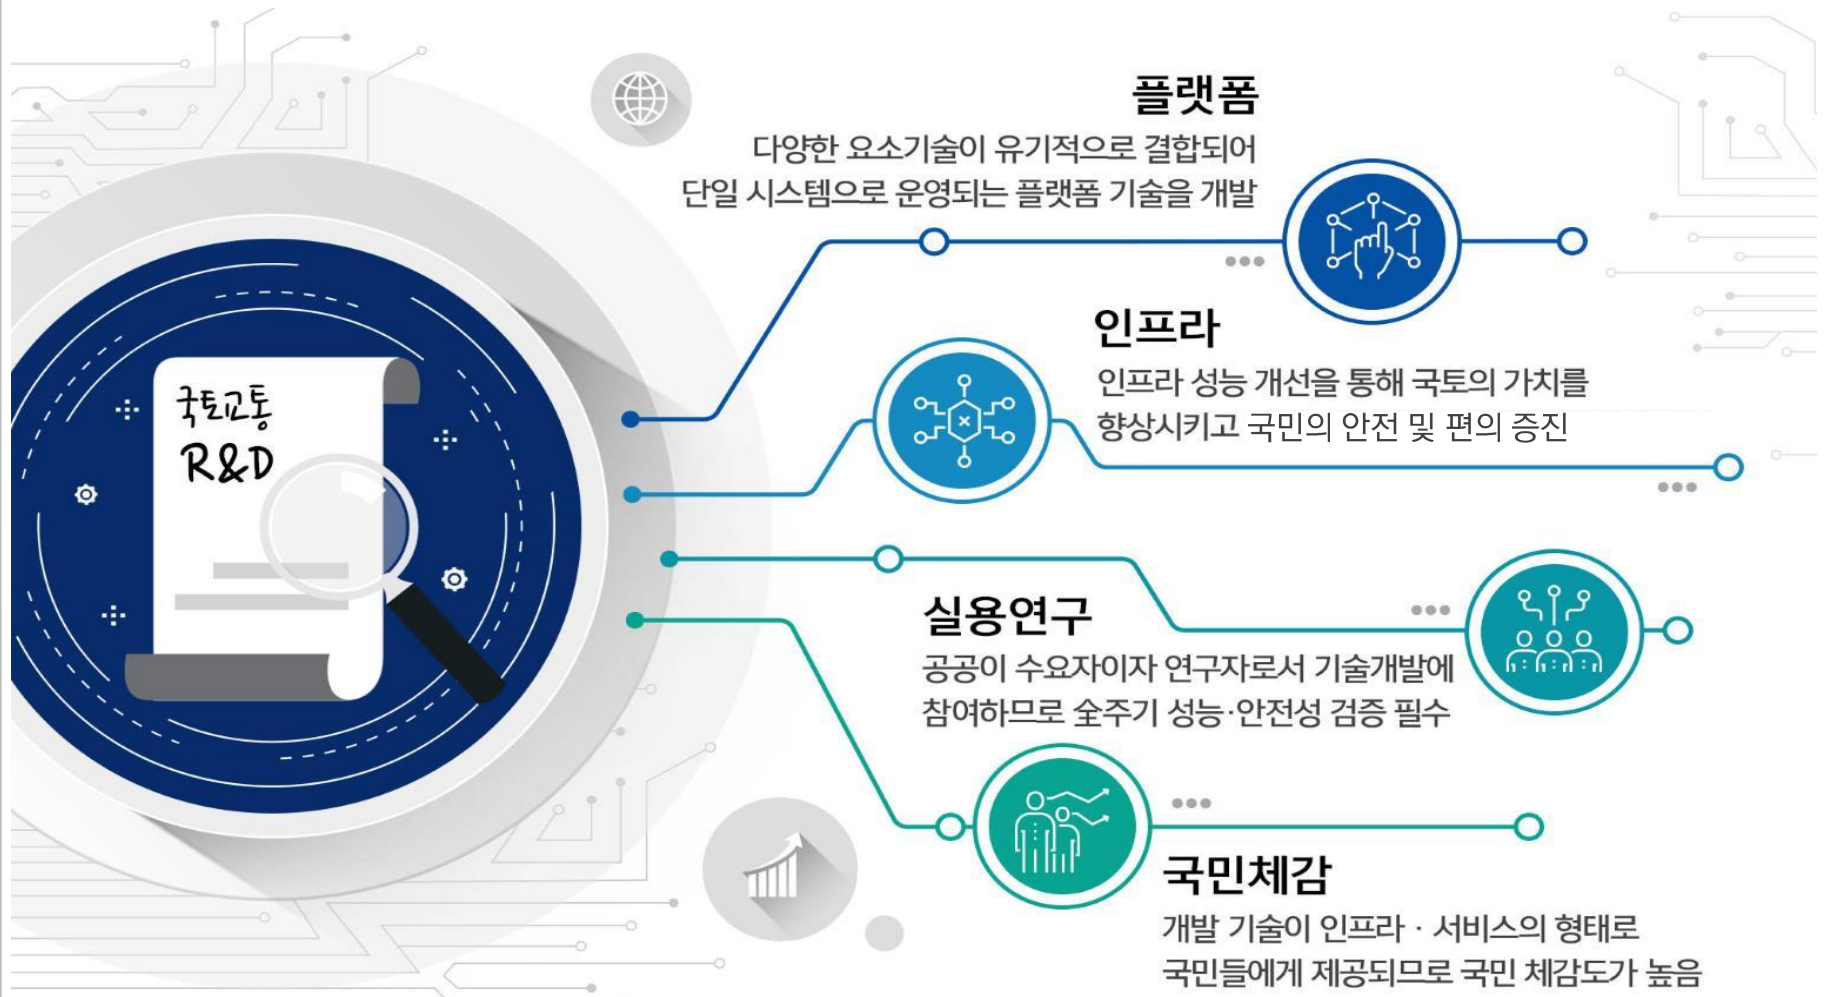 국토교통
R&D
플랫폼
다양한 요소기술이 유기적으로 결합되어
단일 시스템으로 운영되는 플랫폼 기술을 개발
인프라
인프라 성능 개선을 통해 국토의 가치를
향상시키고 국민의 안전 및 편의 증진
실용연구
공공이 수요자이자 연구자로서 기술개발에
참여하므로 全주기 성능·안전성 검증 필수
국민체감
개발 기술이 인프라 · 서비스의 형태로
국민들에게 제공되므로 국민 체감도가 높음